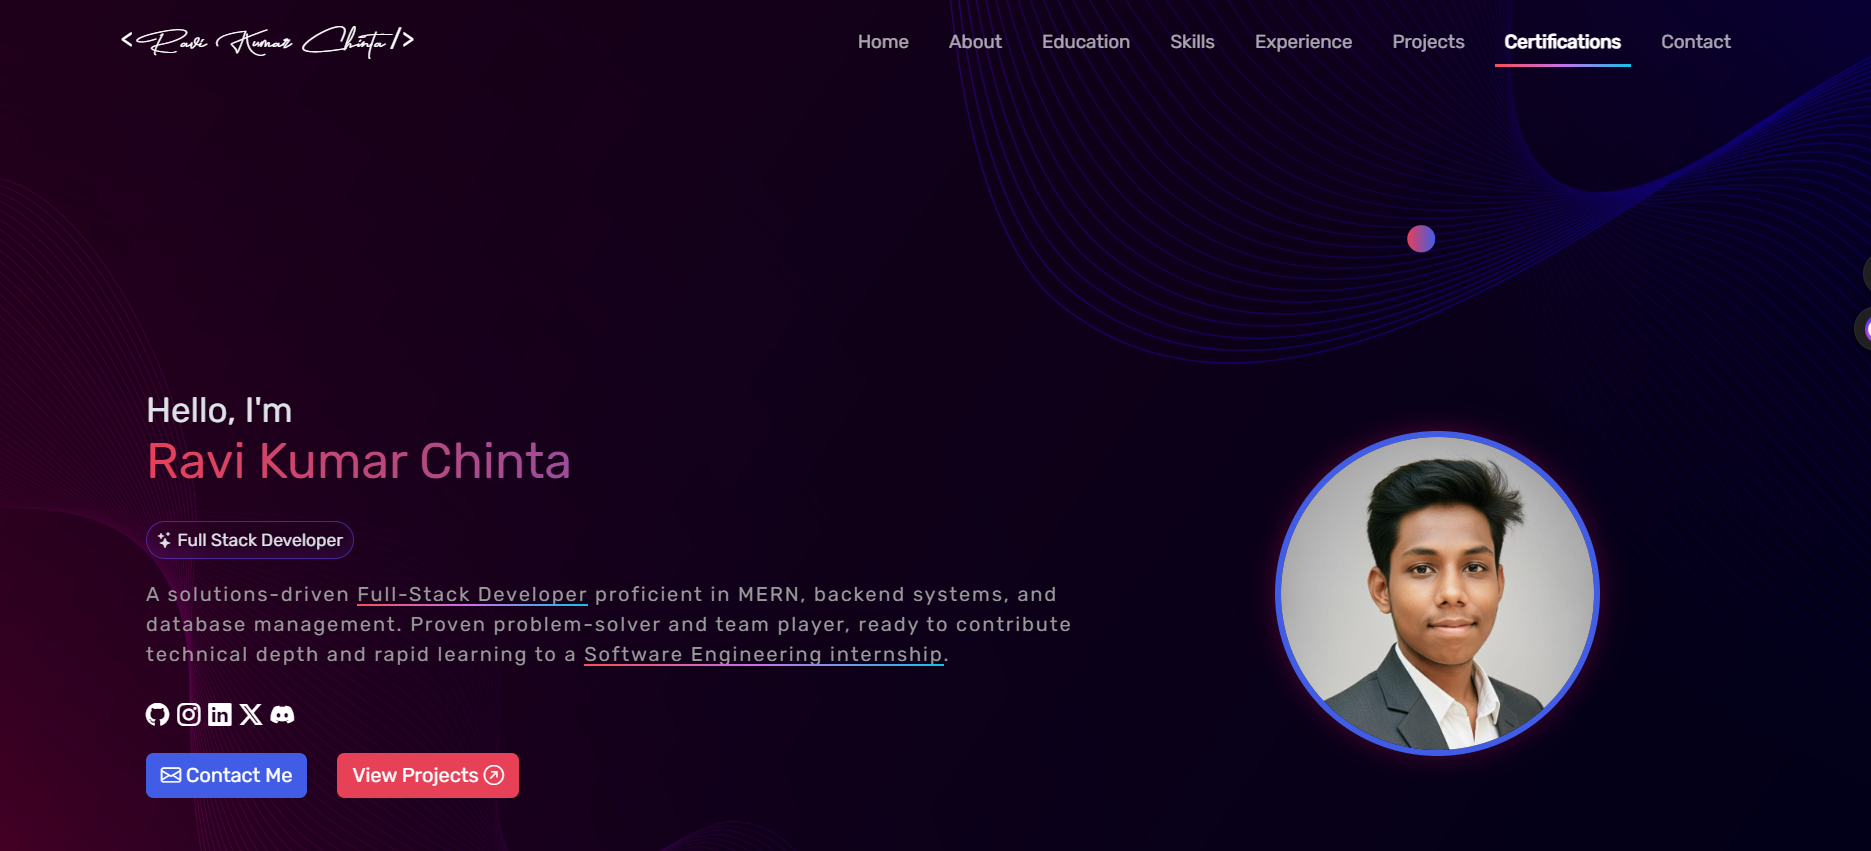 <Ravi Kumar Chinta/>
Home About Education Skills Experience Projects Certifications Contact
Hello, I'm
Ravi Kumar Chinta
Full Stack Developer
A solutions-driven Full-Stack Developer proficient in MERN, backend systems, and
database management. Proven problem-solver and team player, ready to contribute
technical depth and rapid learning to a Software Engineering internship.
Contact Me View Projects